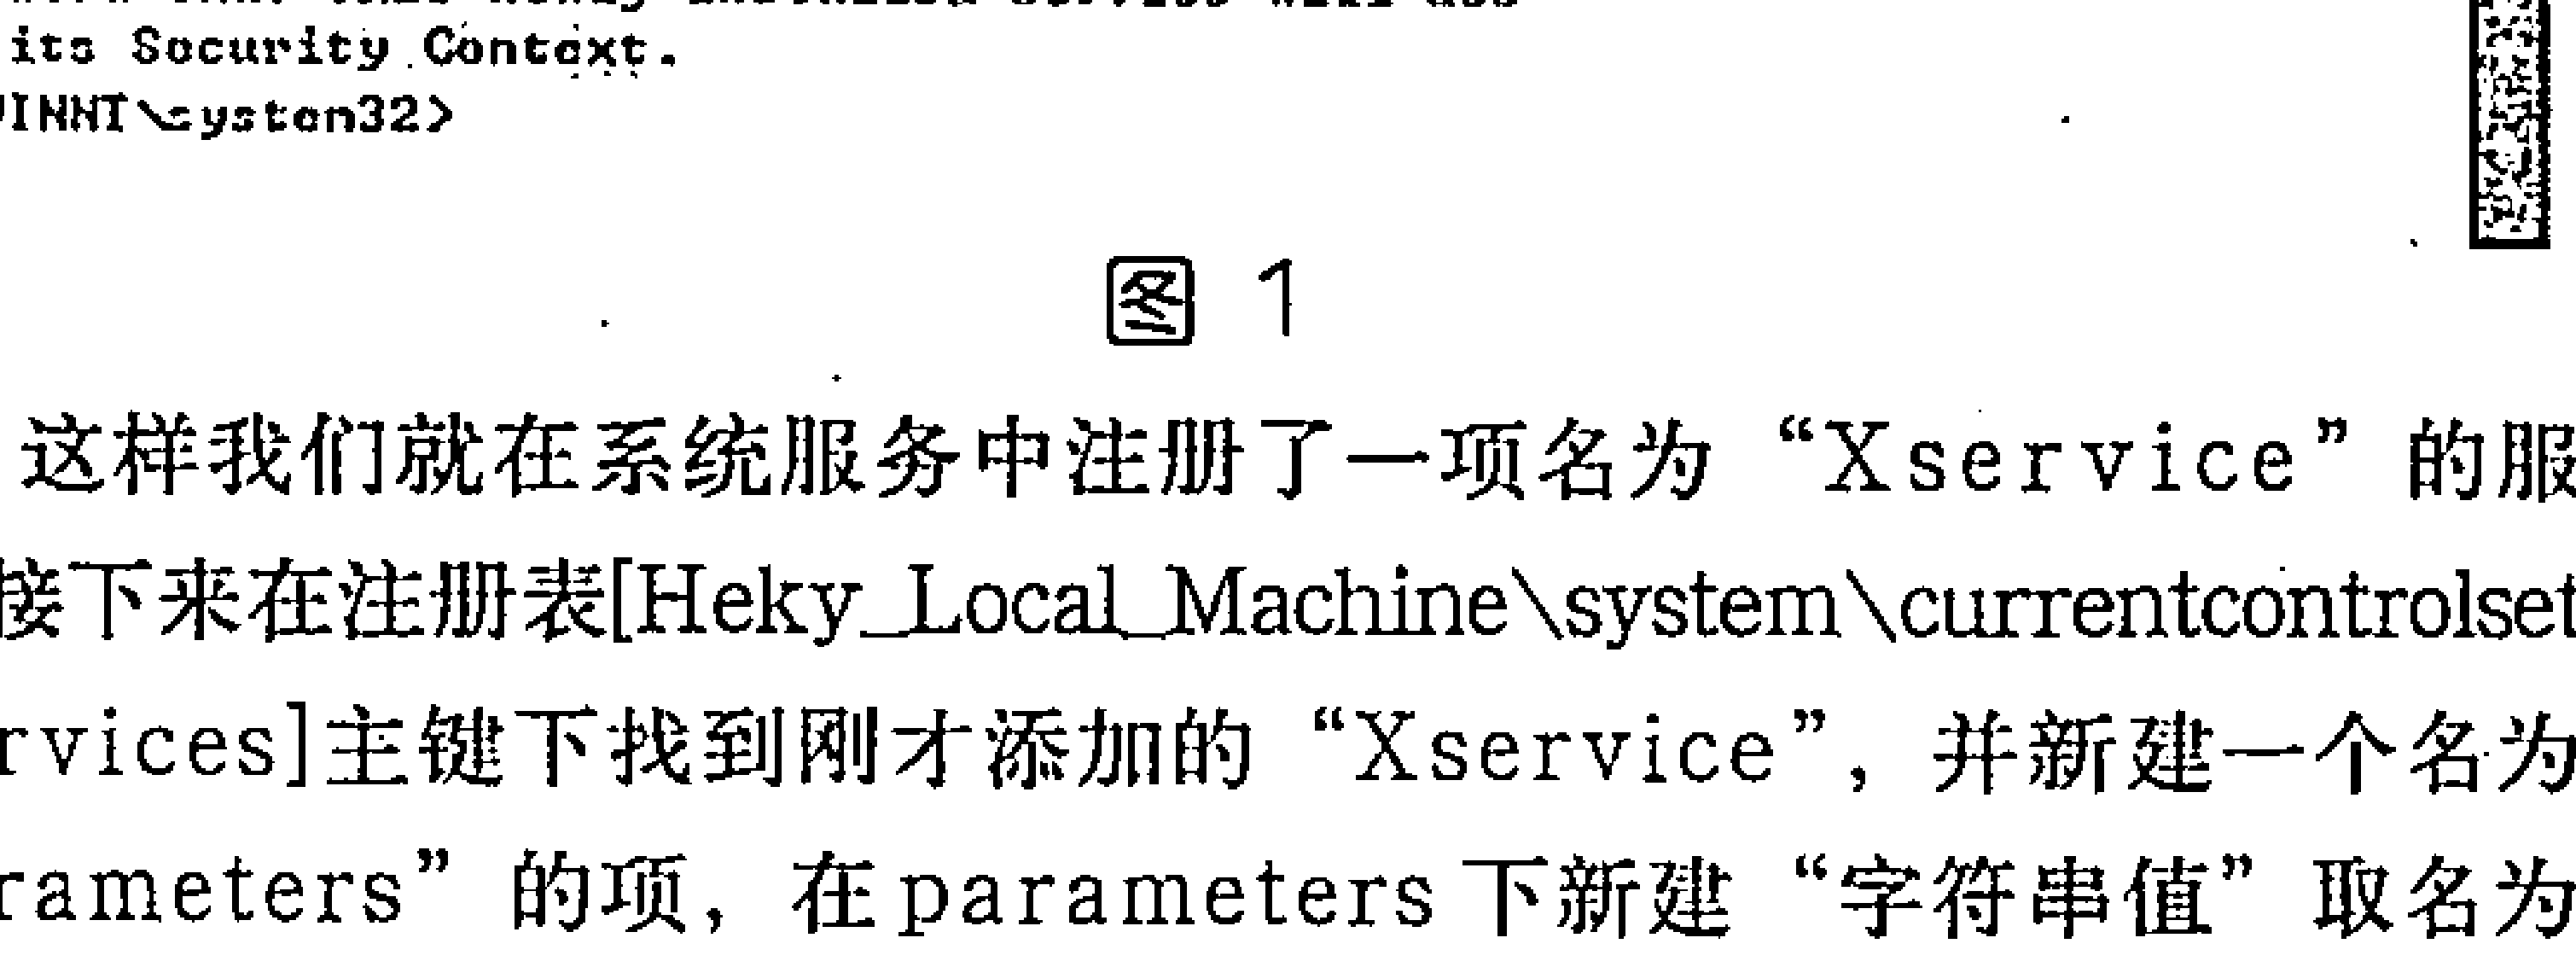 its Security Context.
\system32>
图 1
这样我们就在系统服务中注册了一项名为 “Xservice” 的服
接下来在注册表[Heky_Local_Machine\system\currentcontrolset
rvices]主键下找到刚才添加的 “Xservice”，并新建一个名为
rameters” 的项，在parameters下新建 “字符串值” 取名为